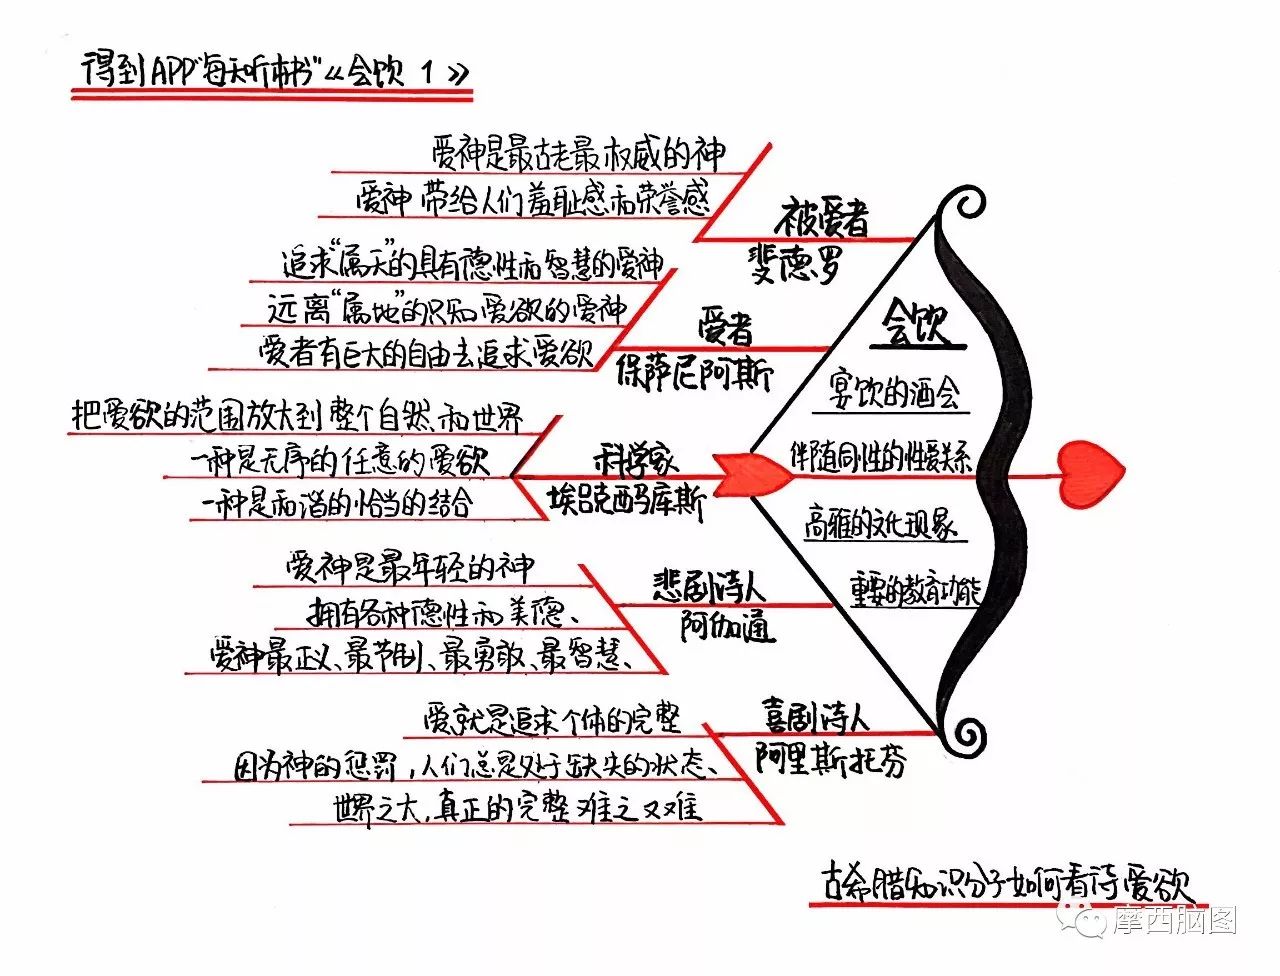 得到APP“每天听本书”《会饮 1》
爱神是最古老最权威的神
爱神带给人们羞耻感和荣誉感
被爱者
斐德罗
追求“属天”的具有德性和智慧的爱神
远离“属地”的只知爱欲的爱神
爱者有巨大的自由去追求爱欲
爱者
保萨尼阿斯
把爱欲的范围放大到整个自然和世界
一种是无序的任意的爱欲
一种是和谐的恰当的结合
科学家
埃吕克西马库斯
爱神是最年轻的神
拥有各种德性和美德、
爱神最正义、最节制、最勇敢、最智慧、
悲剧诗人
阿伽通
爱就是追求个体的完整
因为神的惩罚，人们总是处于缺失的状态、
世界之大，真正的完整难之又难
喜剧诗人
阿里斯托芬
会饮
宴饮的酒会
伴随同性的性爱关系
高雅的文化现象
重要的教育功能
古希腊知识分子如何看待爱欲
摩西脑图